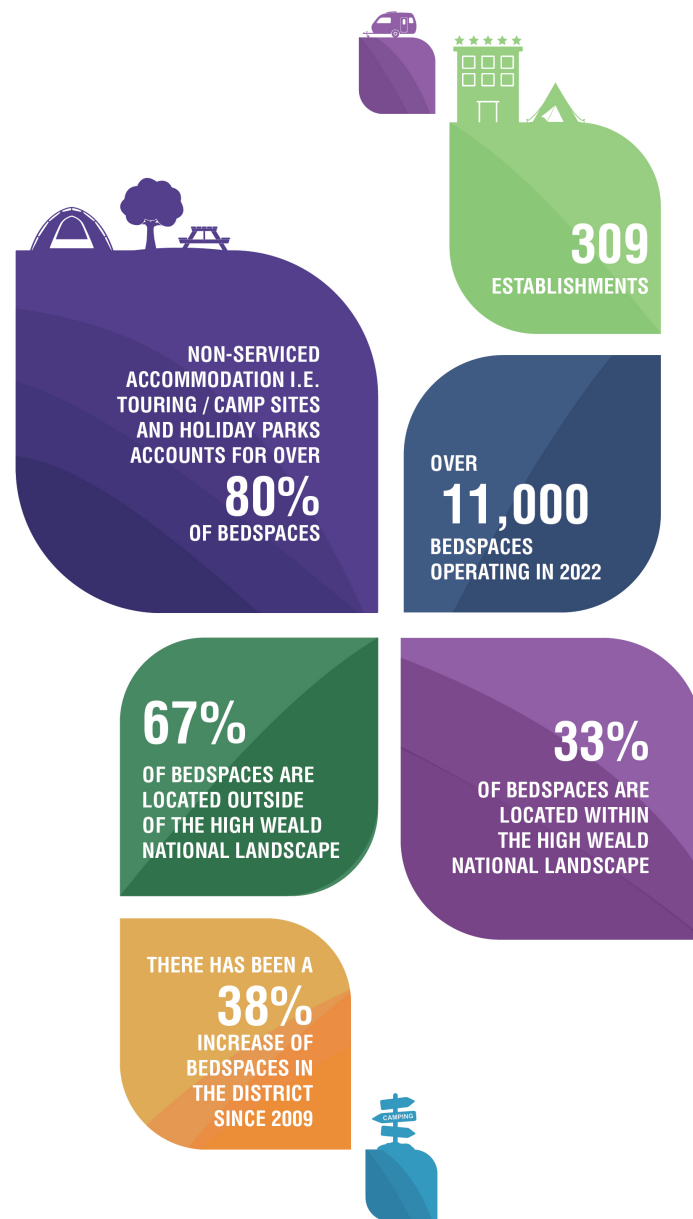 309
ESTABLISHMENTS
NON-SERVICED
ACCOMMODATION I.E.
TOURING / CAMP SITES
AND HOLIDAY PARKS
ACCOUNTS FOR OVER
80%
OF BEDSPACES
OVER
11,000
BEDSPACES
OPERATING IN 2022
67%
OF BEDSPACES ARE
LOCATED OUTSIDE
OF THE HIGH WEALD
NATIONAL LANDSCAPE
33%
OF BEDSPACES ARE
LOCATED WITHIN
THE HIGH WEALD
NATIONAL LANDSCAPE
THERE HAS BEEN A
38%
INCREASE OF
BEDSPACES IN
THE DISTRICT
SINCE 2009
CAMPING